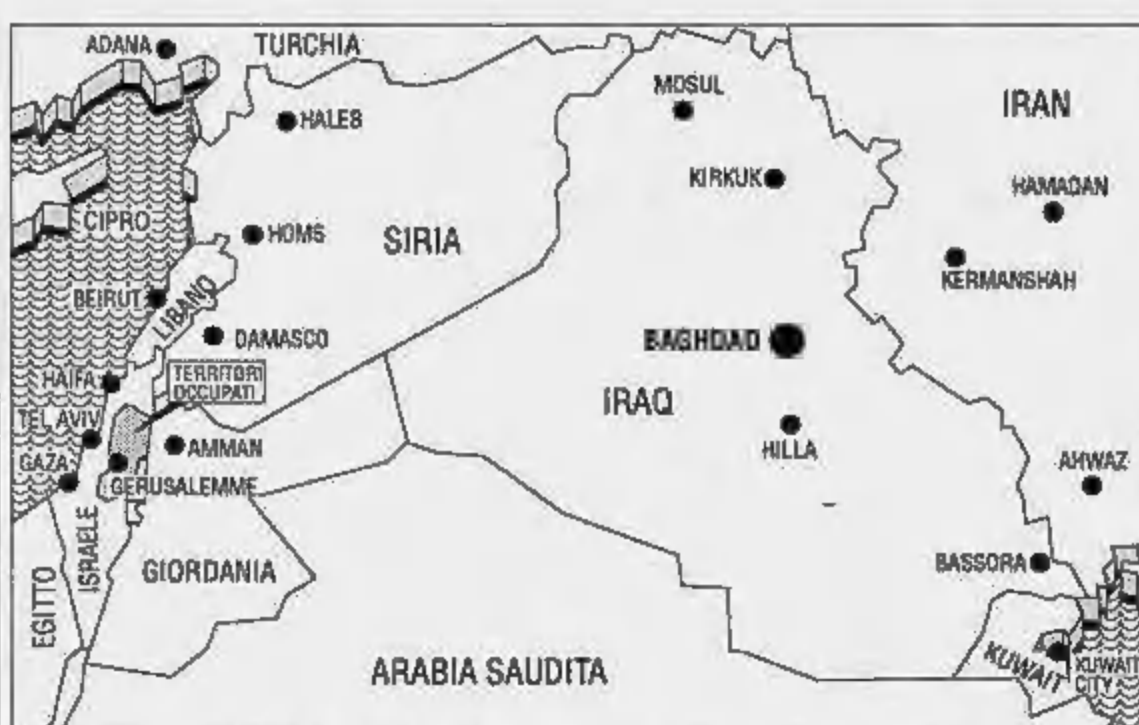 ADANA
TURCHIA
MOSUL
IRAN
HALEB
KIRKUK
HAMADAN
CIPRO
HOMS
SIRIA
KERMANSHAH
BEIRUT
LIBANO
DAMASCO
BAGHDAD
HAIFA
TERRITORI
OCCUPATI
IRAQ
TEL AVIV
AMMAN
HILLA
GAZA
GERUSALEMME
AHWAZ
ISRAELE
GIORDANIA
BASSORA
EGITTO
ARABIA SAUDITA
KUWAIT
KUWAIT
CITY